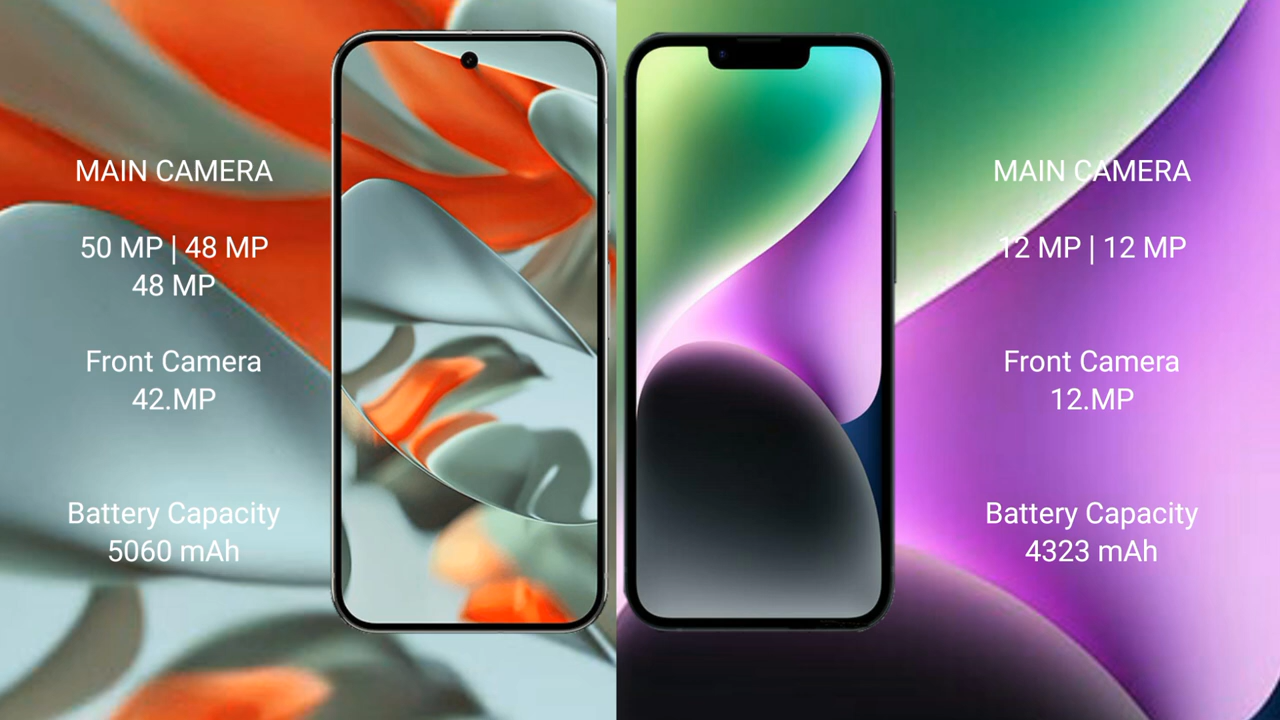 MAIN CAMERA
50 MP | 48 MP
48 MP
Front Camera
42.MP
Battery Capacity
5060 mAh
MAIN CAMERA
12 MP | 12 MP
Front Camera
12.MP
Battery Capacity
4323 mAh